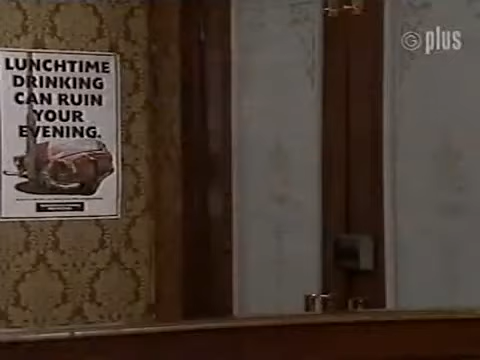 LUNCHTIME
DRINKING
CAN RUIN
YOUR
EVENING.
G plus